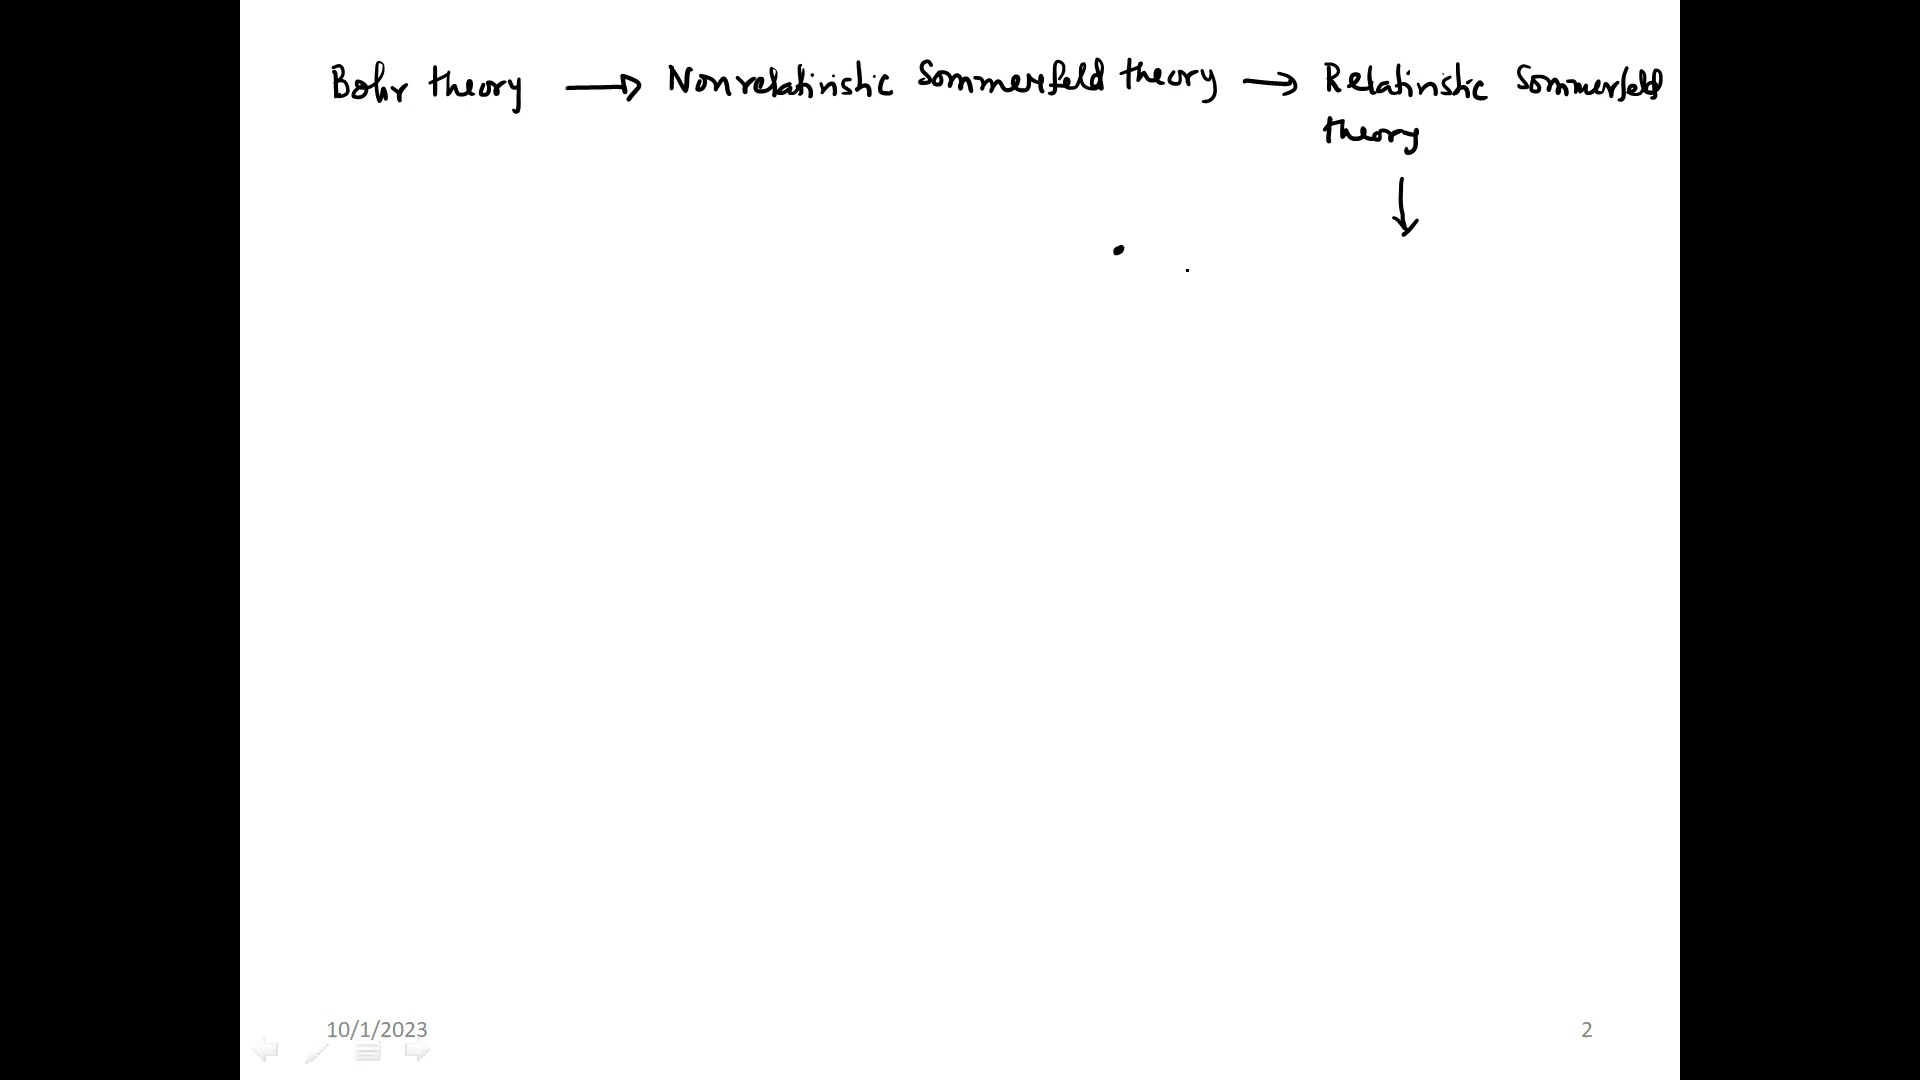 Bohr theory → Nonrelativistic Sommerfeld theory → Relativistic Sommerfeld
theory
↓
10/1/2023
2